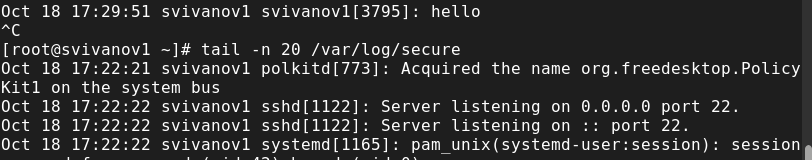 Oct 18 17:29:51 svivanov1 svivanov1[3795]: hello
^C
[root@svivanov1 ~]# tail -n 20 /var/log/secure
Oct 18 17:22:21 svivanov1 polkitd[773]: Acquired the name org.freedesktop.Policy
Kit1 on the system bus
Oct 18 17:22:22 svivanov1 sshd[1122]: Server listening on 0.0.0.0 port 22.
Oct 18 17:22:22 svivanov1 sshd[1122]: Server listening on :: port 22.
Oct 18 17:22:22 svivanov1 systemd[1165]: pam_unix(systemd-user:session): session